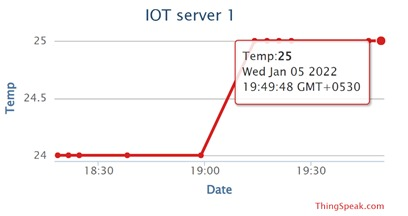 IOT server 1
25
Temp:25
Wed Jan 05 2022
19:49:48 GMT+0530
24.5
Temp
24
18:30
19:00
19:30
Date
ThingSpeak.com